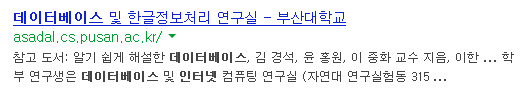 데이터베이스 및 한글정보처리 연구실 - 부산대학교
asadal.cs.pusan.ac.kr/
참고 도서: 알기 쉽게 해설한 데이터베이스, 김 경석, 윤 홍원, 이 중화 교수 지음, 이한 ... 학
부 연구생은 데이터베이스 및 인터넷 컴퓨팅 연구실 (자연대 연구실험동 315 ...